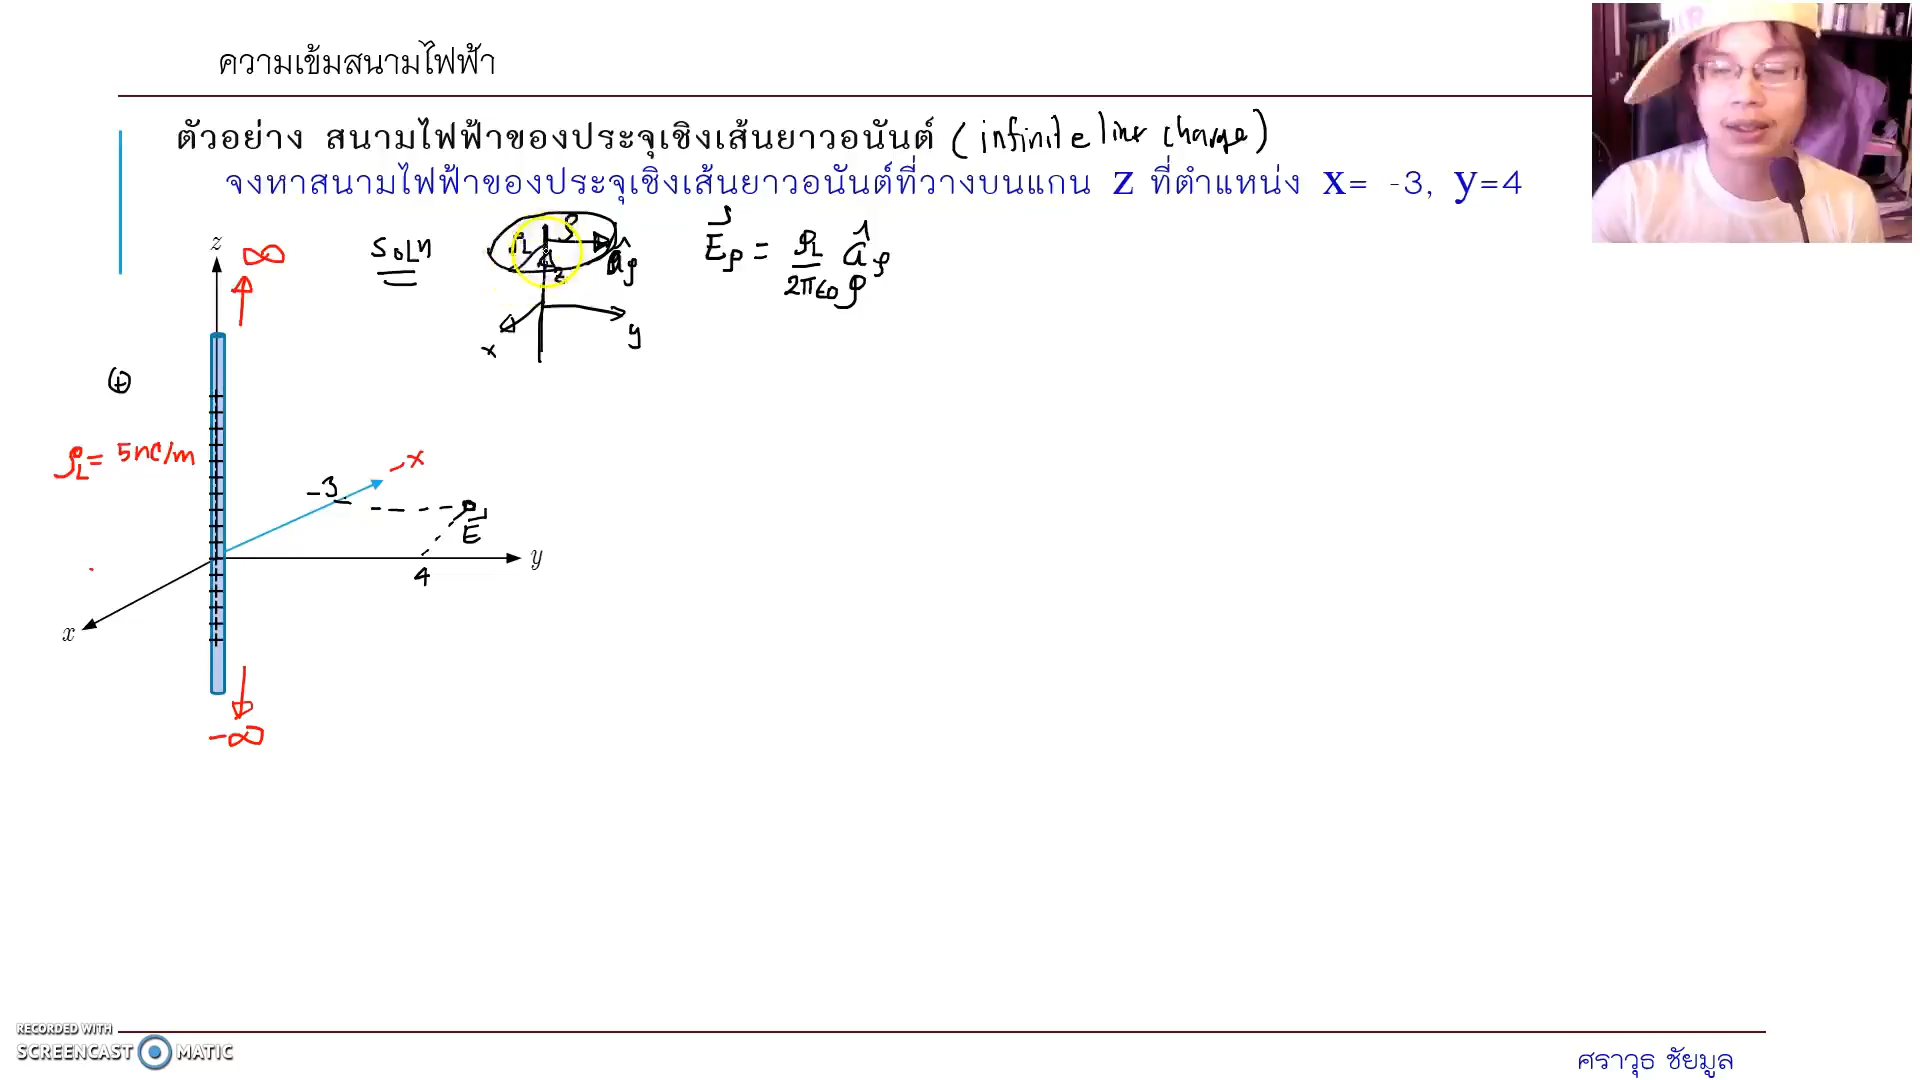 ความเข้มสนามไฟฟ้า
ตัวอย่าง สนามไฟฟ้าของประจุเชิงเส้นยาวอนันต์ (infinite line charge)
จงหาสนามไฟฟ้าของประจุเชิงเส้นยาวอนันต์ที่วางบนแกน z ที่ตำแหน่ง x= -3, y=4
SOLN
ρ
ρL
âρ
z
x
y
E⃗ρ = ρL / 2πε0ρ âρ
z
∞
⊕
ρL = 5nC/m
-x
-3
E⃗
4
y
x
-∞
RECORDED WITH
SCREENCAST MATIC
ศราวุธ ชัยมูล